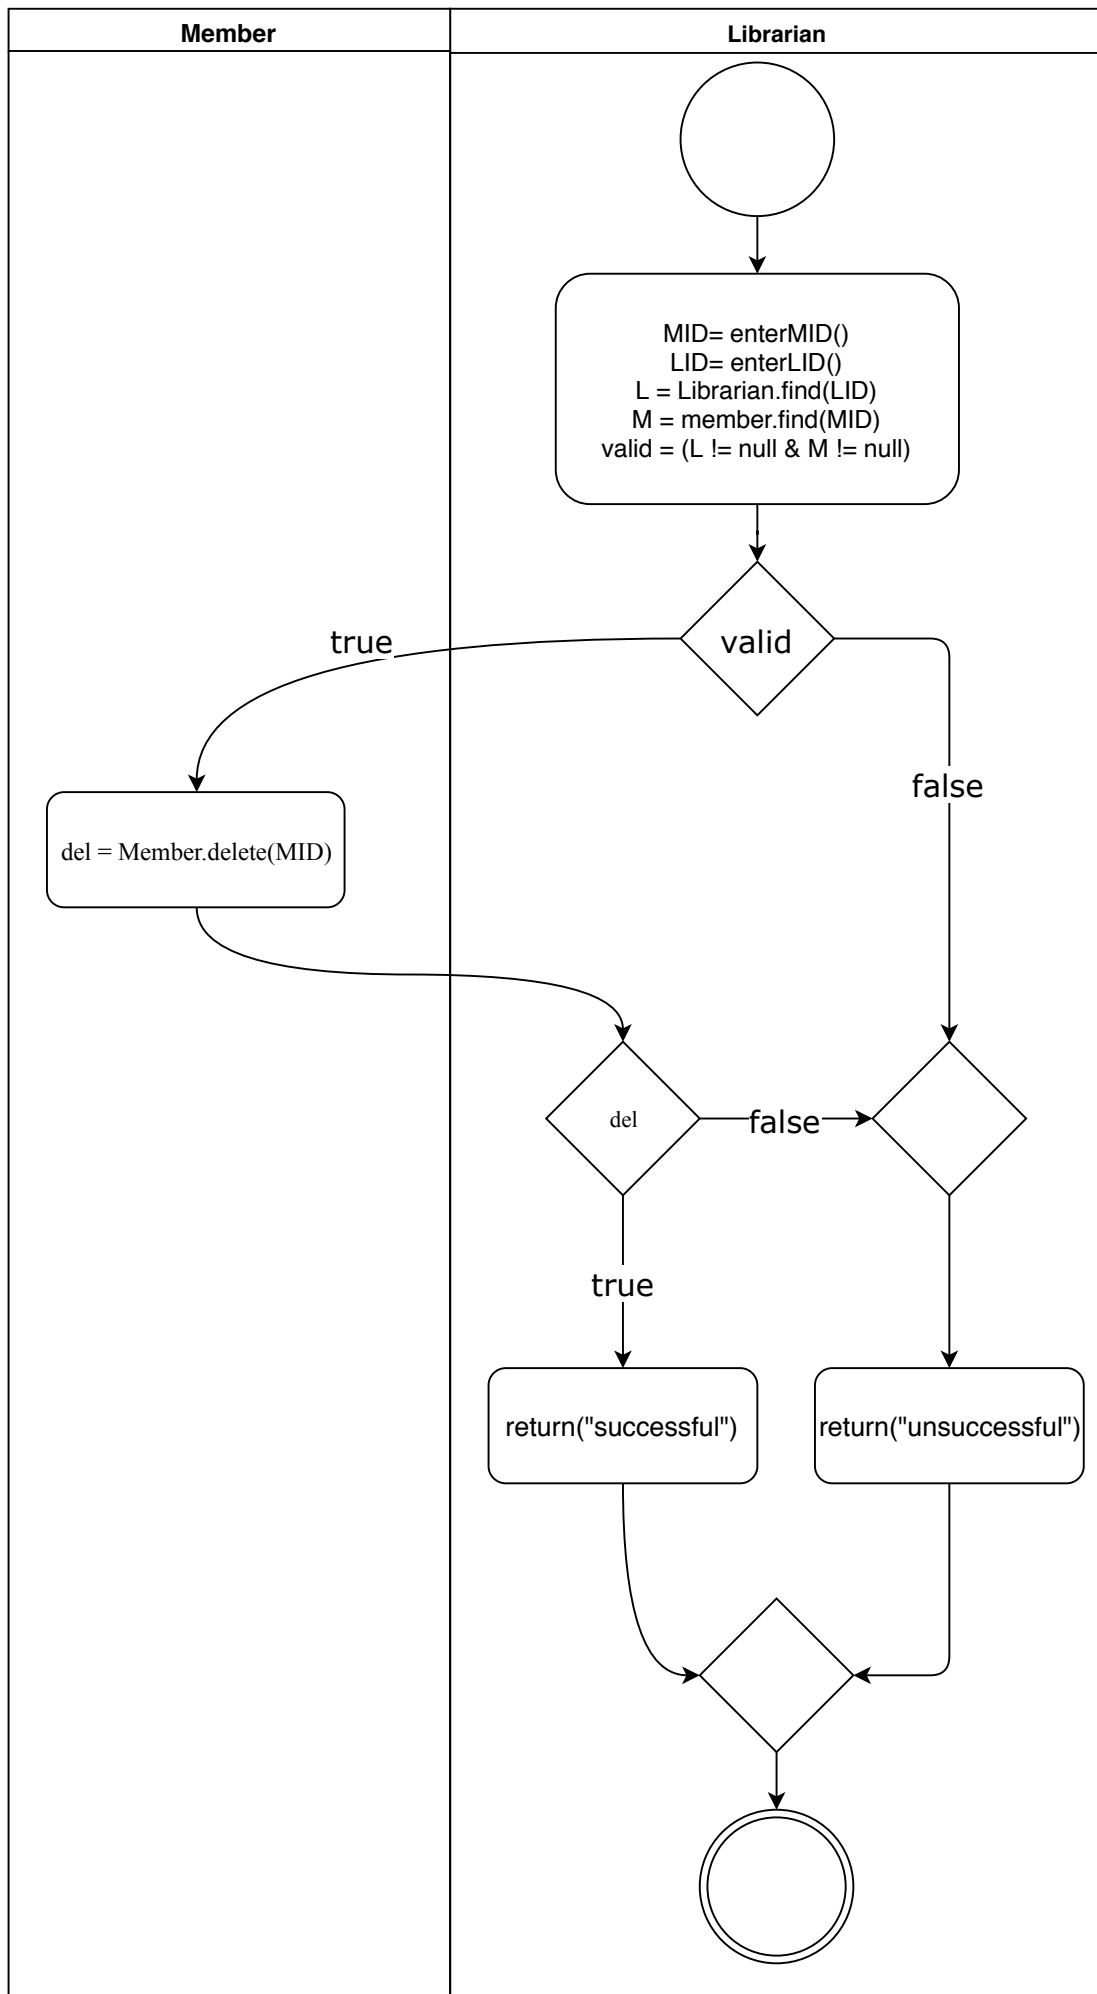 Member
Librarian
MID= enterMID()
LID= enterLID()
L = Librarian.find(LID)
M = member.find(MID)
valid = (L != null & M != null)
valid
true
false
del = Member.delete(MID)
del
false
true
return("successful")
return("unsuccessful")